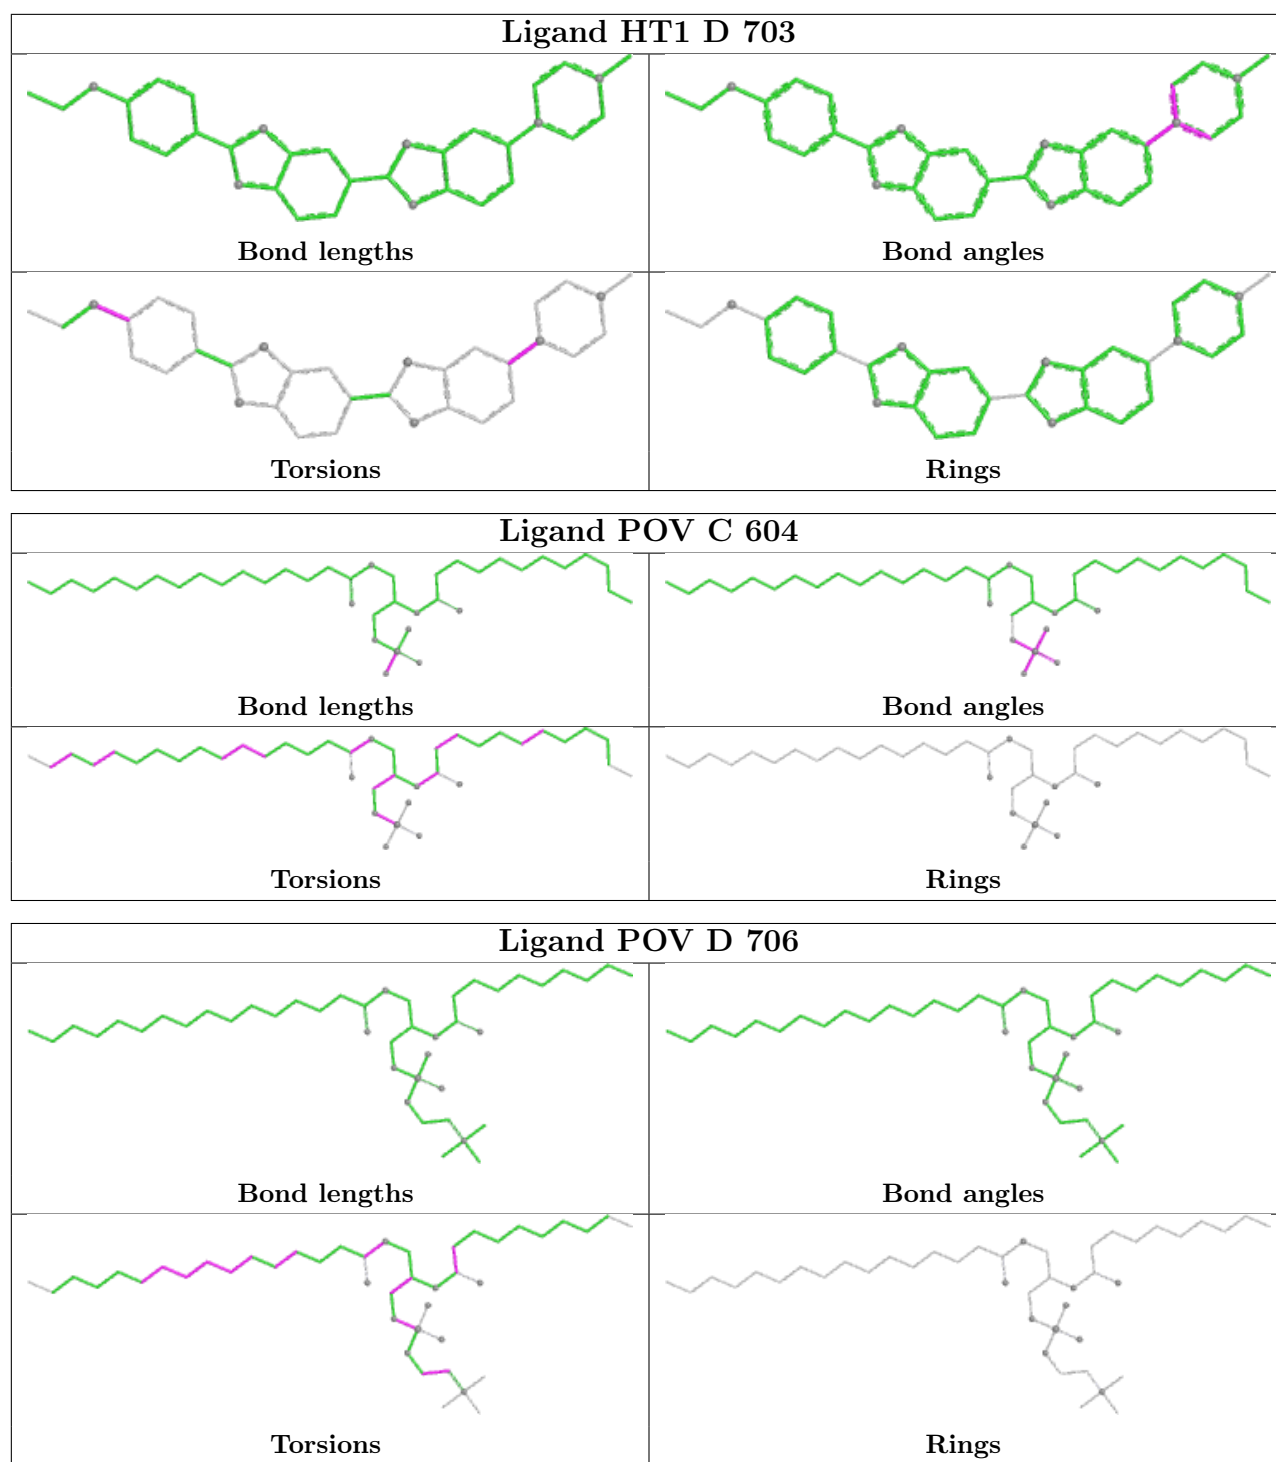 Ligand HT1 D 703
Bond lengths
Bond angles
Torsions
Rings
Ligand POV C 604
Bond lengths
Bond angles
Torsions
Rings
Ligand POV D 706
Bond lengths
Bond angles
Torsions
Rings